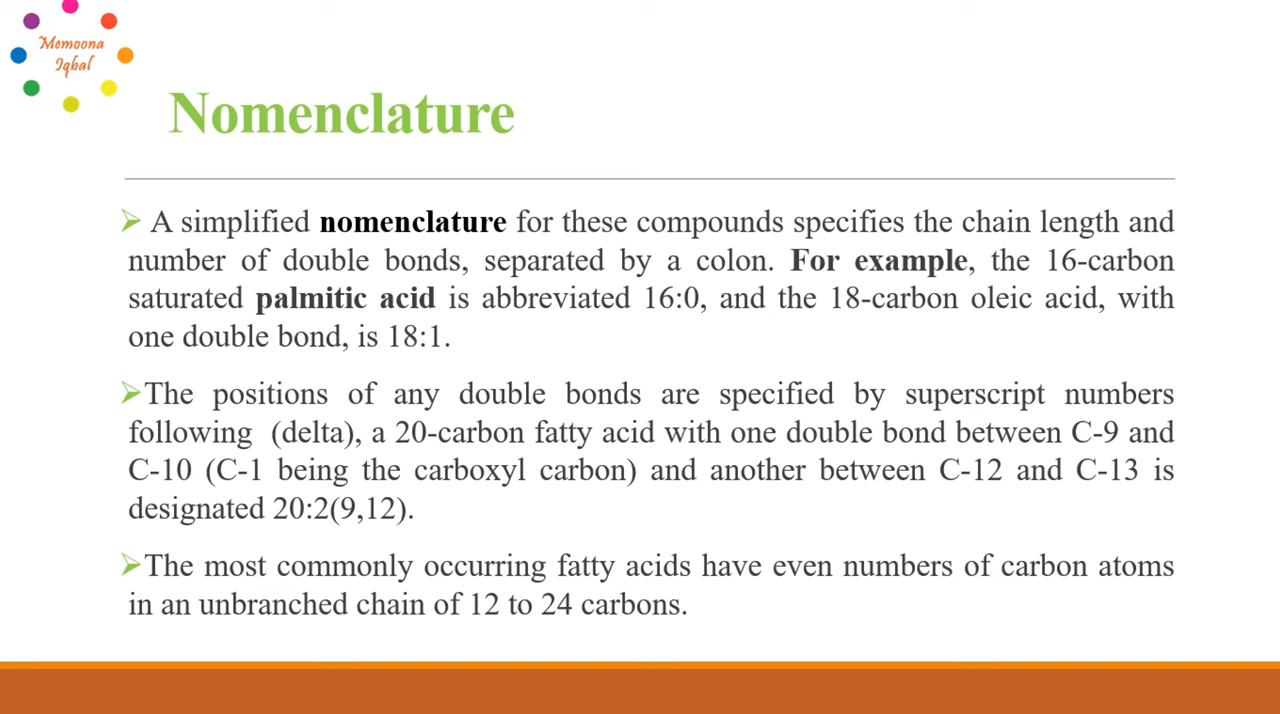 Memoona
Iqbal
Nomenclature
➢ A simplified nomenclature for these compounds specifies the chain length and
number of double bonds, separated by a colon. For example, the 16-carbon
saturated palmitic acid is abbreviated 16:0, and the 18-carbon oleic acid, with
one double bond, is 18:1.
➢The positions of any double bonds are specified by superscript numbers
following (delta), a 20-carbon fatty acid with one double bond between C-9 and
C-10 (C-1 being the carboxyl carbon) and another between C-12 and C-13 is
designated 20:2(9,12).
➢The most commonly occurring fatty acids have even numbers of carbon atoms
in an unbranched chain of 12 to 24 carbons.